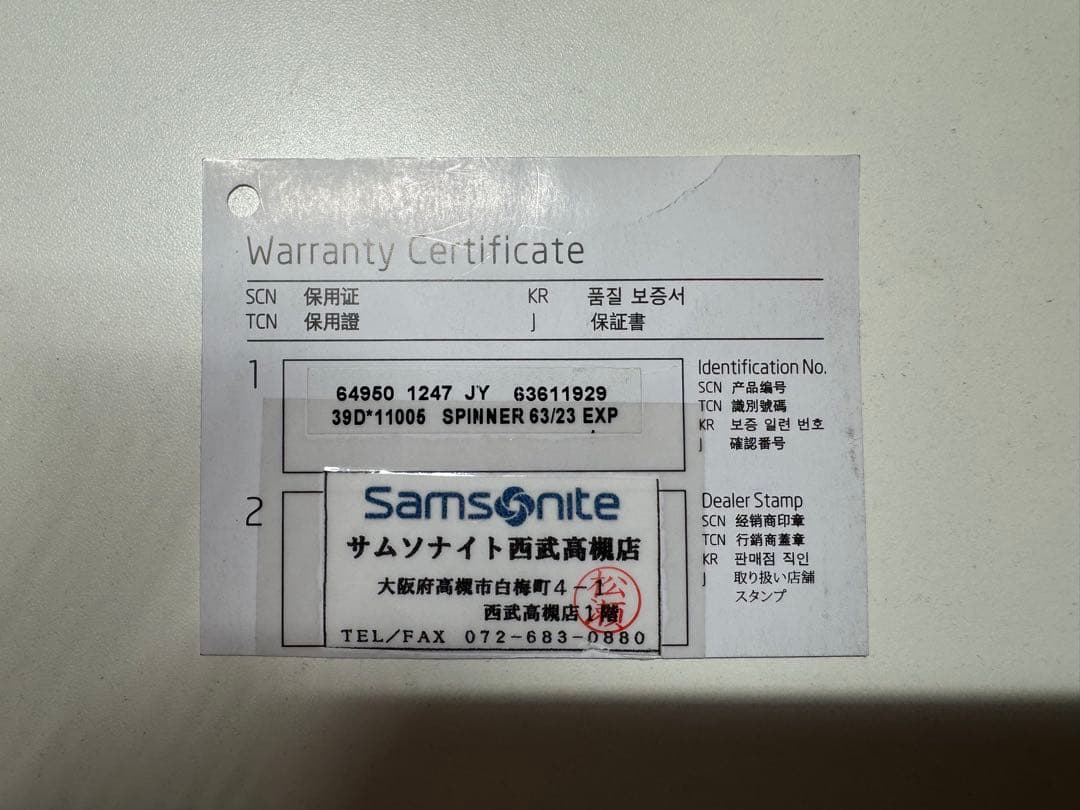 Warranty Certificate
SCN 保用证 KR 품질 보증서
TCN 保用證 J 保証書
1
64950 1247 JY 63611929
39D*11005 SPINNER 63/23 EXP
Identification No.
SCN 产品编号
TCN 識別號碼
KR 보증 일련 번호
J 確認番号
2
Samsonite
サムソナイト西武高槻店
大阪府高槻市白梅町4-1
西武高槻店1階
TEL/FAX 072-683-0880
松瀬
Dealer Stamp
SCN 经销商印章
TCN 行銷商蓋章
KR 판매점 직인
J 取り扱い店舗
スタンプ